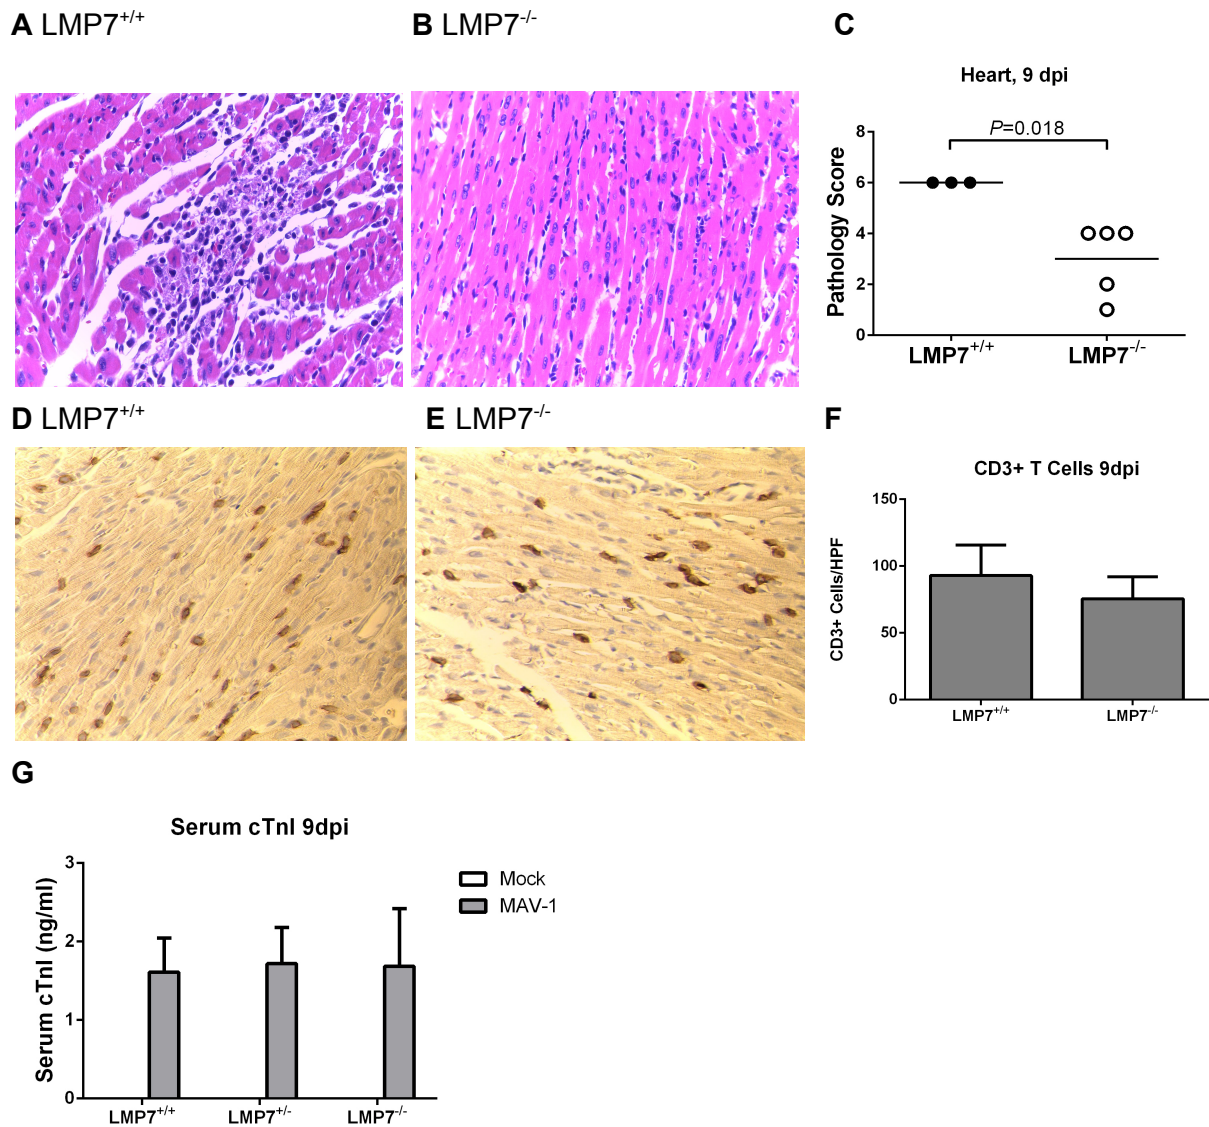 A LMP7+/+
B LMP7-/-
C
Heart, 9 dpi
P=0.018
Pathology Score
8
6
4
2
0
LMP7+/+
LMP7-/-
D LMP7+/+
E LMP7-/-
F
CD3+ T Cells 9dpi
CD3+ Cells/HPF
150
100
50
0
LMP7+/+
LMP7-/-
G
Serum cTnI 9dpi
Serum cTnI (ng/ml)
3
2
1
0
LMP7+/+
LMP7+/-
LMP7-/-
Mock
MAV-1